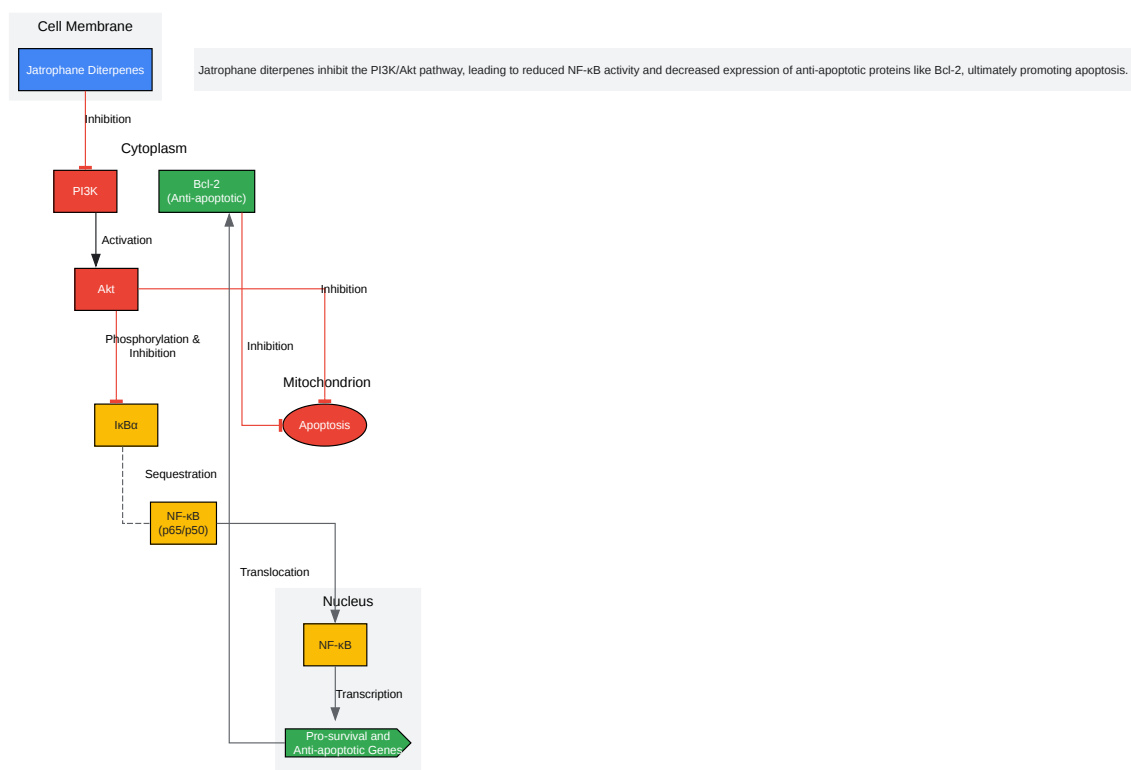 Cell Membrane
Jatrophane Diterpenes
Jatrophane diterpenes inhibit the PI3K/Akt pathway, leading to reduced NF-κB activity and decreased expression of anti-apoptotic proteins like Bcl-2, ultimately promoting apoptosis.
Inhibition
Cytoplasm
PI3K
Bcl-2
(Anti-apoptotic)
Activation
Akt
Inhibition
Phosphorylation &
Inhibition
Inhibition
Mitochondrion
IκBα
Apoptosis
Sequestration
NF-κB
(p65/p50)
Translocation
Nucleus
NF-κB
Transcription
Pro-survival and
Anti-apoptotic Genes